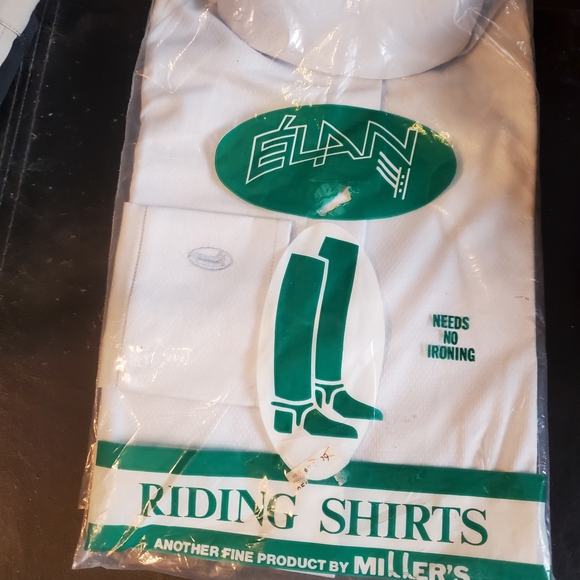 ÉLAN
NEEDS
NO
IRONING
RIDING SHIRTS
ANOTHER FINE PRODUCT BY MILLER'S